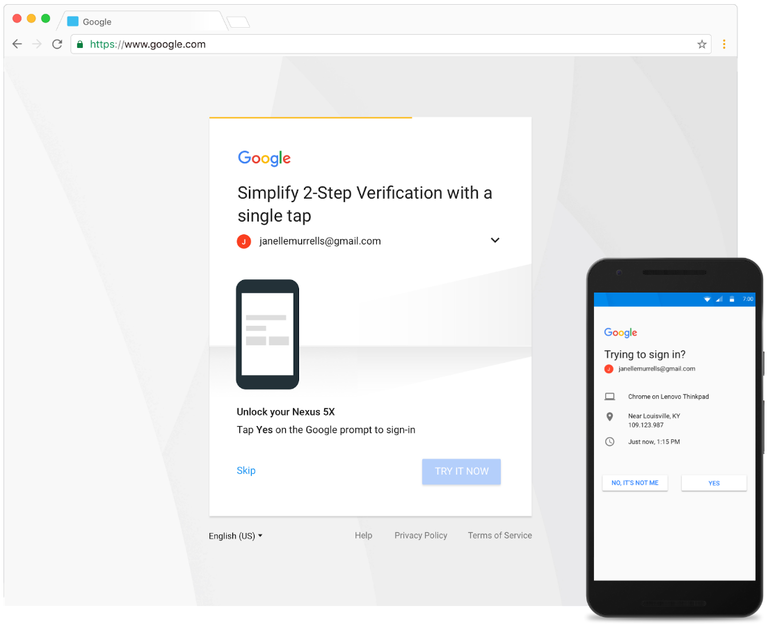 Google
https://www.google.com
Google
Simplify 2-Step Verification with a
single tap
J janellemurrells@gmail.com
Unlock your Nexus 5X
Tap Yes on the Google prompt to sign-in
Skip
TRY IT NOW
English (US)
Help
Privacy Policy
Terms of Service
7:00
Google
Trying to sign in?
J janellemurrells@gmail.com
Chrome on Lenovo Thinkpad
Near Louisville, KY
109.123.987
Just now, 1:15 PM
NO, IT'S NOT ME
YES